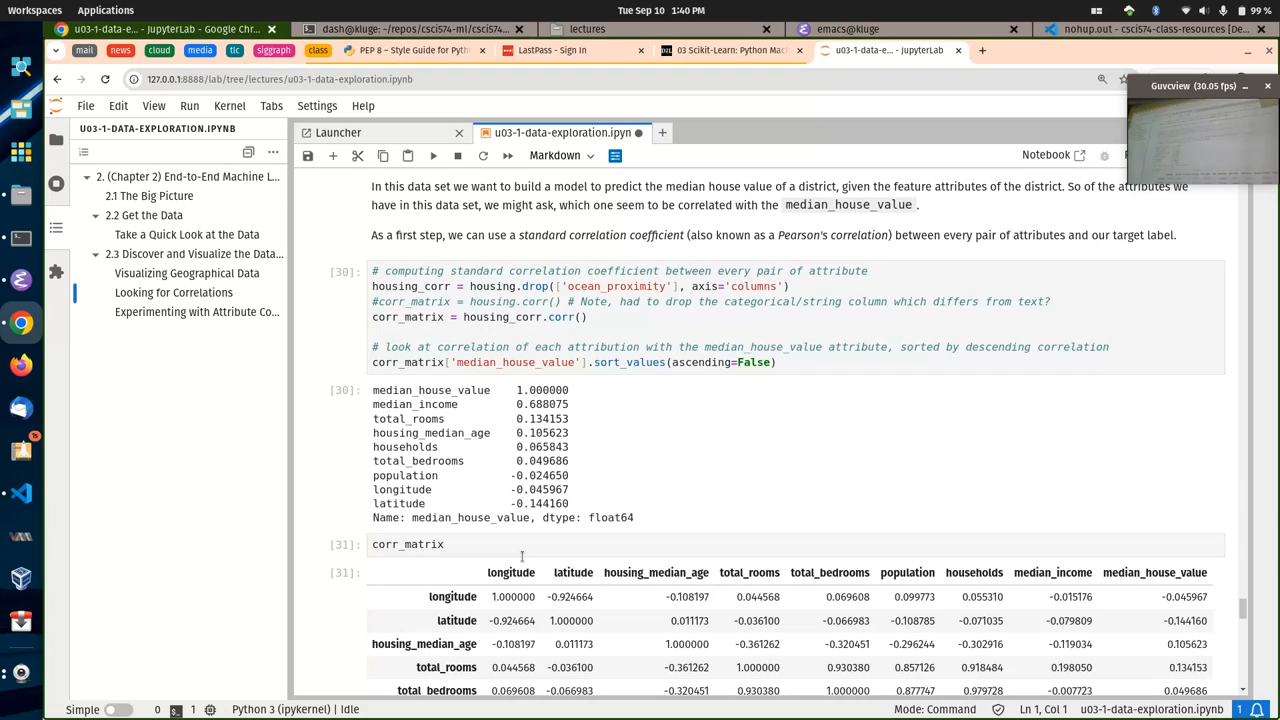 Workspaces Applications Tue Sep 10 1:40 PM 99 %
u03-1-data-e... - JupyterLab - Google Chr... dash@kluge: ~/repos/csci574-ml/assig... lectures emacs@kluge nohup.out - csci574-class-resources [De...
mail news cloud media tlc siggraph class PEP 8 – Style Guide for Pyth LastPass - Sign In 03 Scikit-Learn: Python Mac u03-1-data-e... - JupyterLab
127.0.0.1:8888/lab/tree/lectures/u03-1-data-exploration.ipynb
Guvcview (30.05 fps)
File Edit View Run Kernel Tabs Settings Help
U03-1-DATA-EXPLORATION.IPYNB
Launcher u03-1-data-exploration.ipyn
Markdown Notebook
2. (Chapter 2) End-to-End Machine L...
2.1 The Big Picture
2.2 Get the Data
Take a Quick Look at the Data
2.3 Discover and Visualize the Data...
Visualizing Geographical Data
Looking for Correlations
Experimenting with Attribute Co...
In this data set we want to build a model to predict the median house value of a district, given the feature attributes of the district. So of the attributes we
have in this data set, we might ask, which one seem to be correlated with the median_house_value.
As a first step, we can use a standard correlation coefficient (also known as a Pearson's correlation) between every pair of attributes and our target label.
[30]: # computing standard correlation coefficient between every pair of attribute
housing_corr = housing.drop(['ocean_proximity'], axis='columns')
#corr_matrix = housing.corr() # Note, had to drop the categorical/string column which differs from text?
corr_matrix = housing_corr.corr()
# look at correlation of each attribution with the median_house_value attribute, sorted by descending correlation
corr_matrix['median_house_value'].sort_values(ascending=False)
[30]: median_house_value 1.000000
median_income 0.688075
total_rooms 0.134153
housing_median_age 0.105623
households 0.065843
total_bedrooms 0.049686
population -0.024650
longitude -0.045967
latitude -0.144160
Name: median_house_value, dtype: float64
[31]: corr_matrix
[31]: longitude latitude housing_median_age total_rooms total_bedrooms population households median_income median_house_value
longitude 1.000000 -0.924664 -0.108197 0.044568 0.069608 0.099773 0.055310 -0.015176 -0.045967
latitude -0.924664 1.000000 0.011173 -0.036100 -0.066983 -0.108785 -0.071035 -0.079809 -0.144160
housing_median_age -0.108197 0.011173 1.000000 -0.361262 -0.320451 -0.296244 -0.302916 -0.119034 0.105623
total_rooms 0.044568 -0.036100 -0.361262 1.000000 0.930380 0.857126 0.918484 0.198050 0.134153
total_bedrooms 0.069608 -0.066983 -0.320451 0.930380 1.000000 0.877747 0.979728 -0.007723 0.049686
15
Simple 0 1 Python 3 (ipykernel) | Idle Mode: Command Ln 1, Col 1 u03-1-data-exploration.ipynb 1